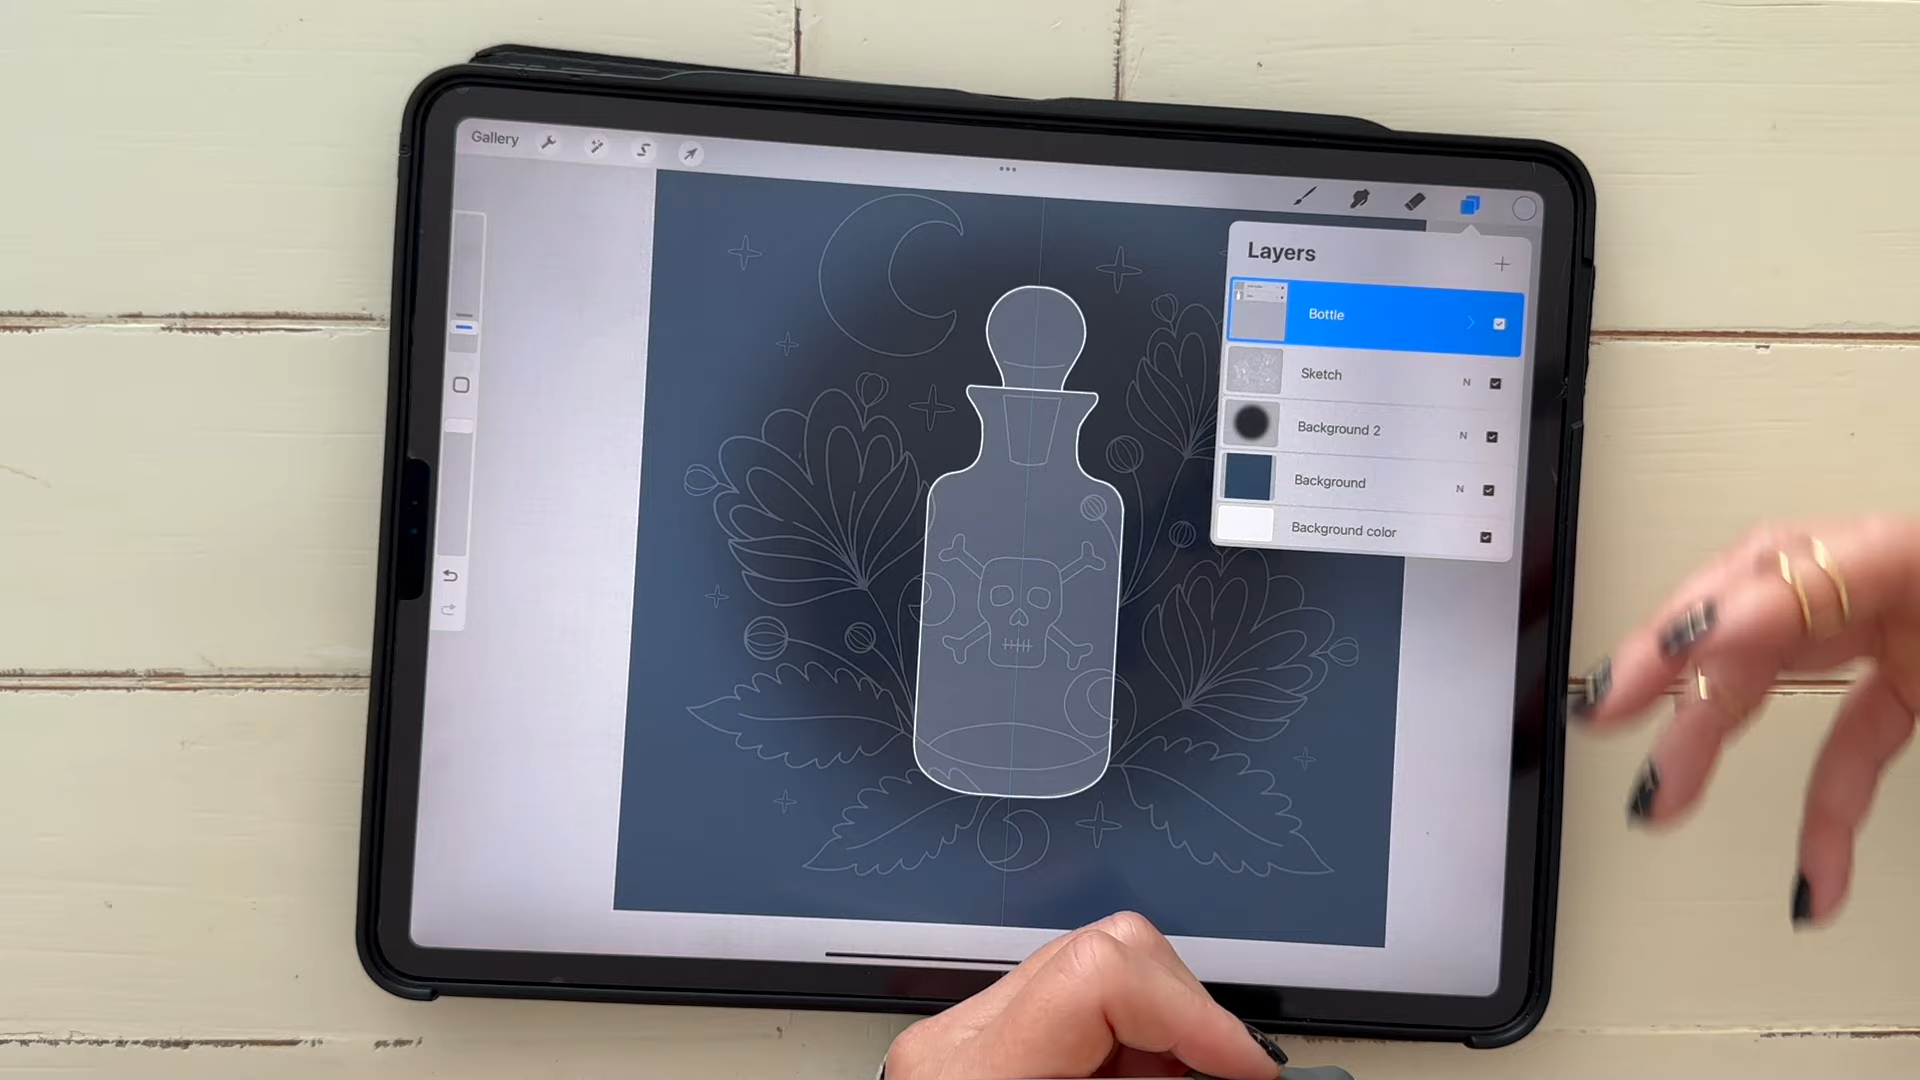 Gallery
Layers
Bottle
Sketch N
Background 2 N
Background N
Background color